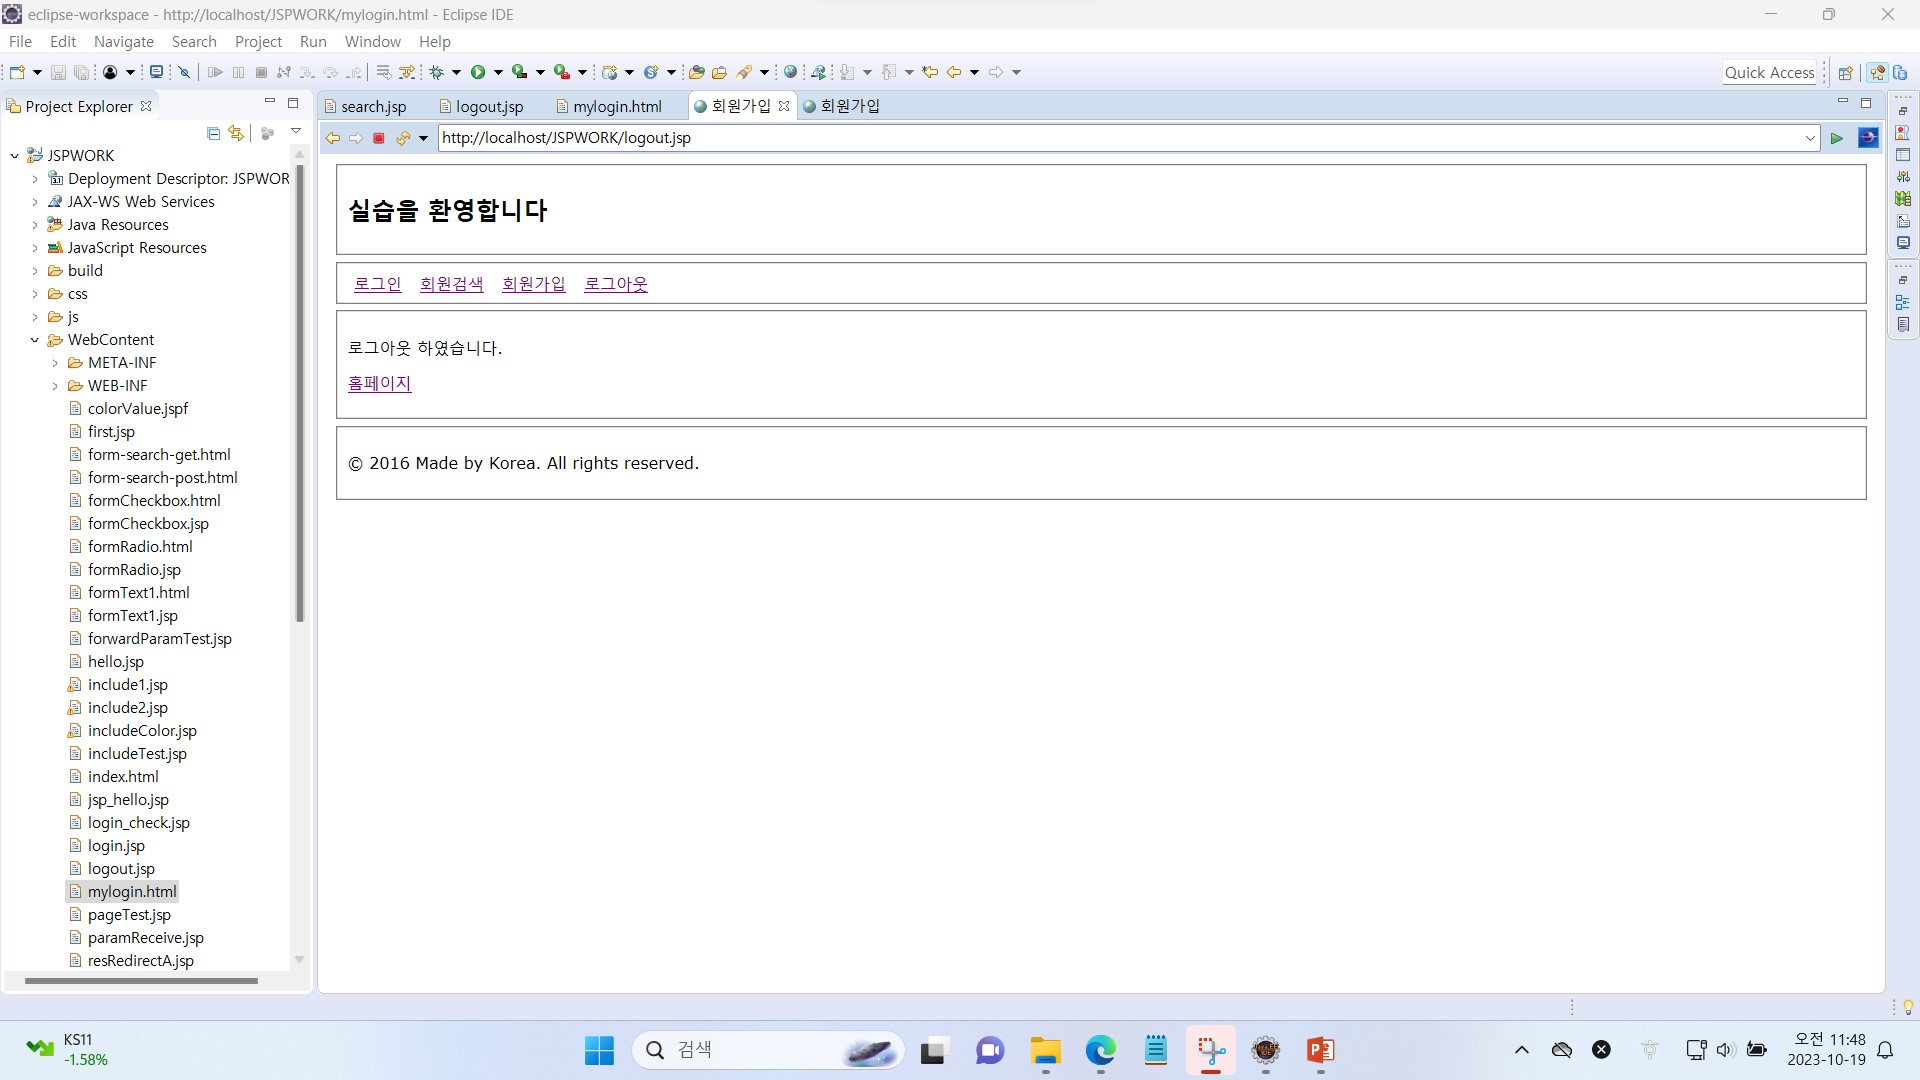 eclipse-workspace - http://localhost/JSPWORK/mylogin.html - Eclipse IDE
File Edit Navigate Search Project Run Window Help
Quick Access
Project Explorer
search.jsp logout.jsp mylogin.html 회원가입 회원가입
http://localhost/JSPWORK/logout.jsp
JSPWORK
Deployment Descriptor: JSPWOR
JAX-WS Web Services
Java Resources
JavaScript Resources
build
css
js
WebContent
META-INF
WEB-INF
colorValue.jspf
first.jsp
form-search-get.html
form-search-post.html
formCheckbox.html
formCheckbox.jsp
formRadio.html
formRadio.jsp
formText1.html
formText1.jsp
forwardParamTest.jsp
hello.jsp
include1.jsp
include2.jsp
includeColor.jsp
includeTest.jsp
index.html
jsp_hello.jsp
login_check.jsp
login.jsp
logout.jsp
mylogin.html
pageTest.jsp
paramReceive.jsp
resRedirectA.jsp
실습을 환영합니다
로그인 회원검색 회원가입 로그아웃
로그아웃 하였습니다.
홈페이지
© 2016 Made by Korea. All rights reserved.
KS11
-1.58%
검색
오전 11:48
2023-10-19